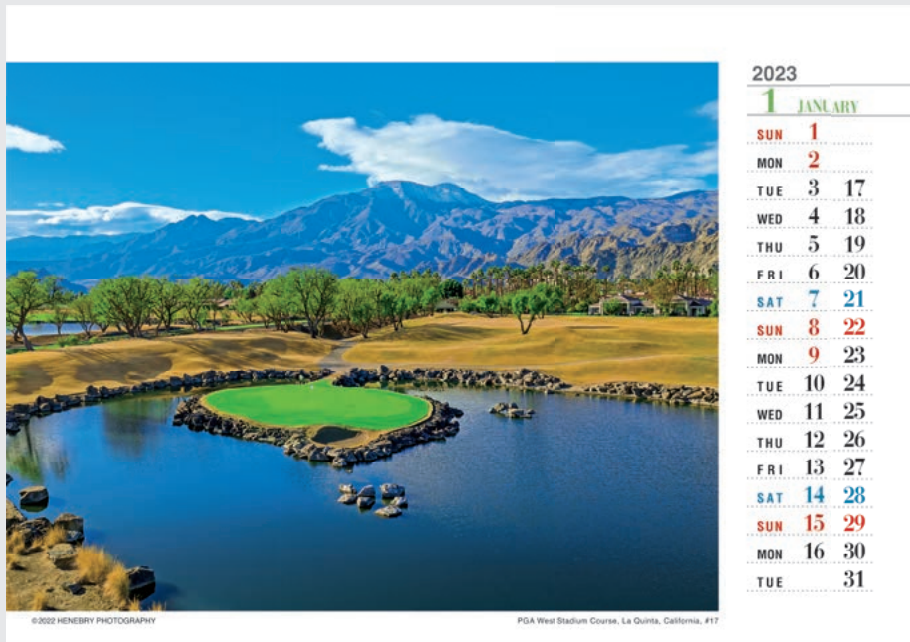 2023
1 JANUARY
SUN 1
MON 2
TUE 3 17
WED 4 18
THU 5 19
FRI 6 20
SAT 7 21
SUN 8 22
MON 9 23
TUE 10 24
WED 11 25
THU 12 26
FRI 13 27
SAT 14 28
SUN 15 29
MON 16 30
TUE 31
©2022 HENEBRY PHOTOGRAPHY
PGA West Stadium Course, La Quinta, California, #17